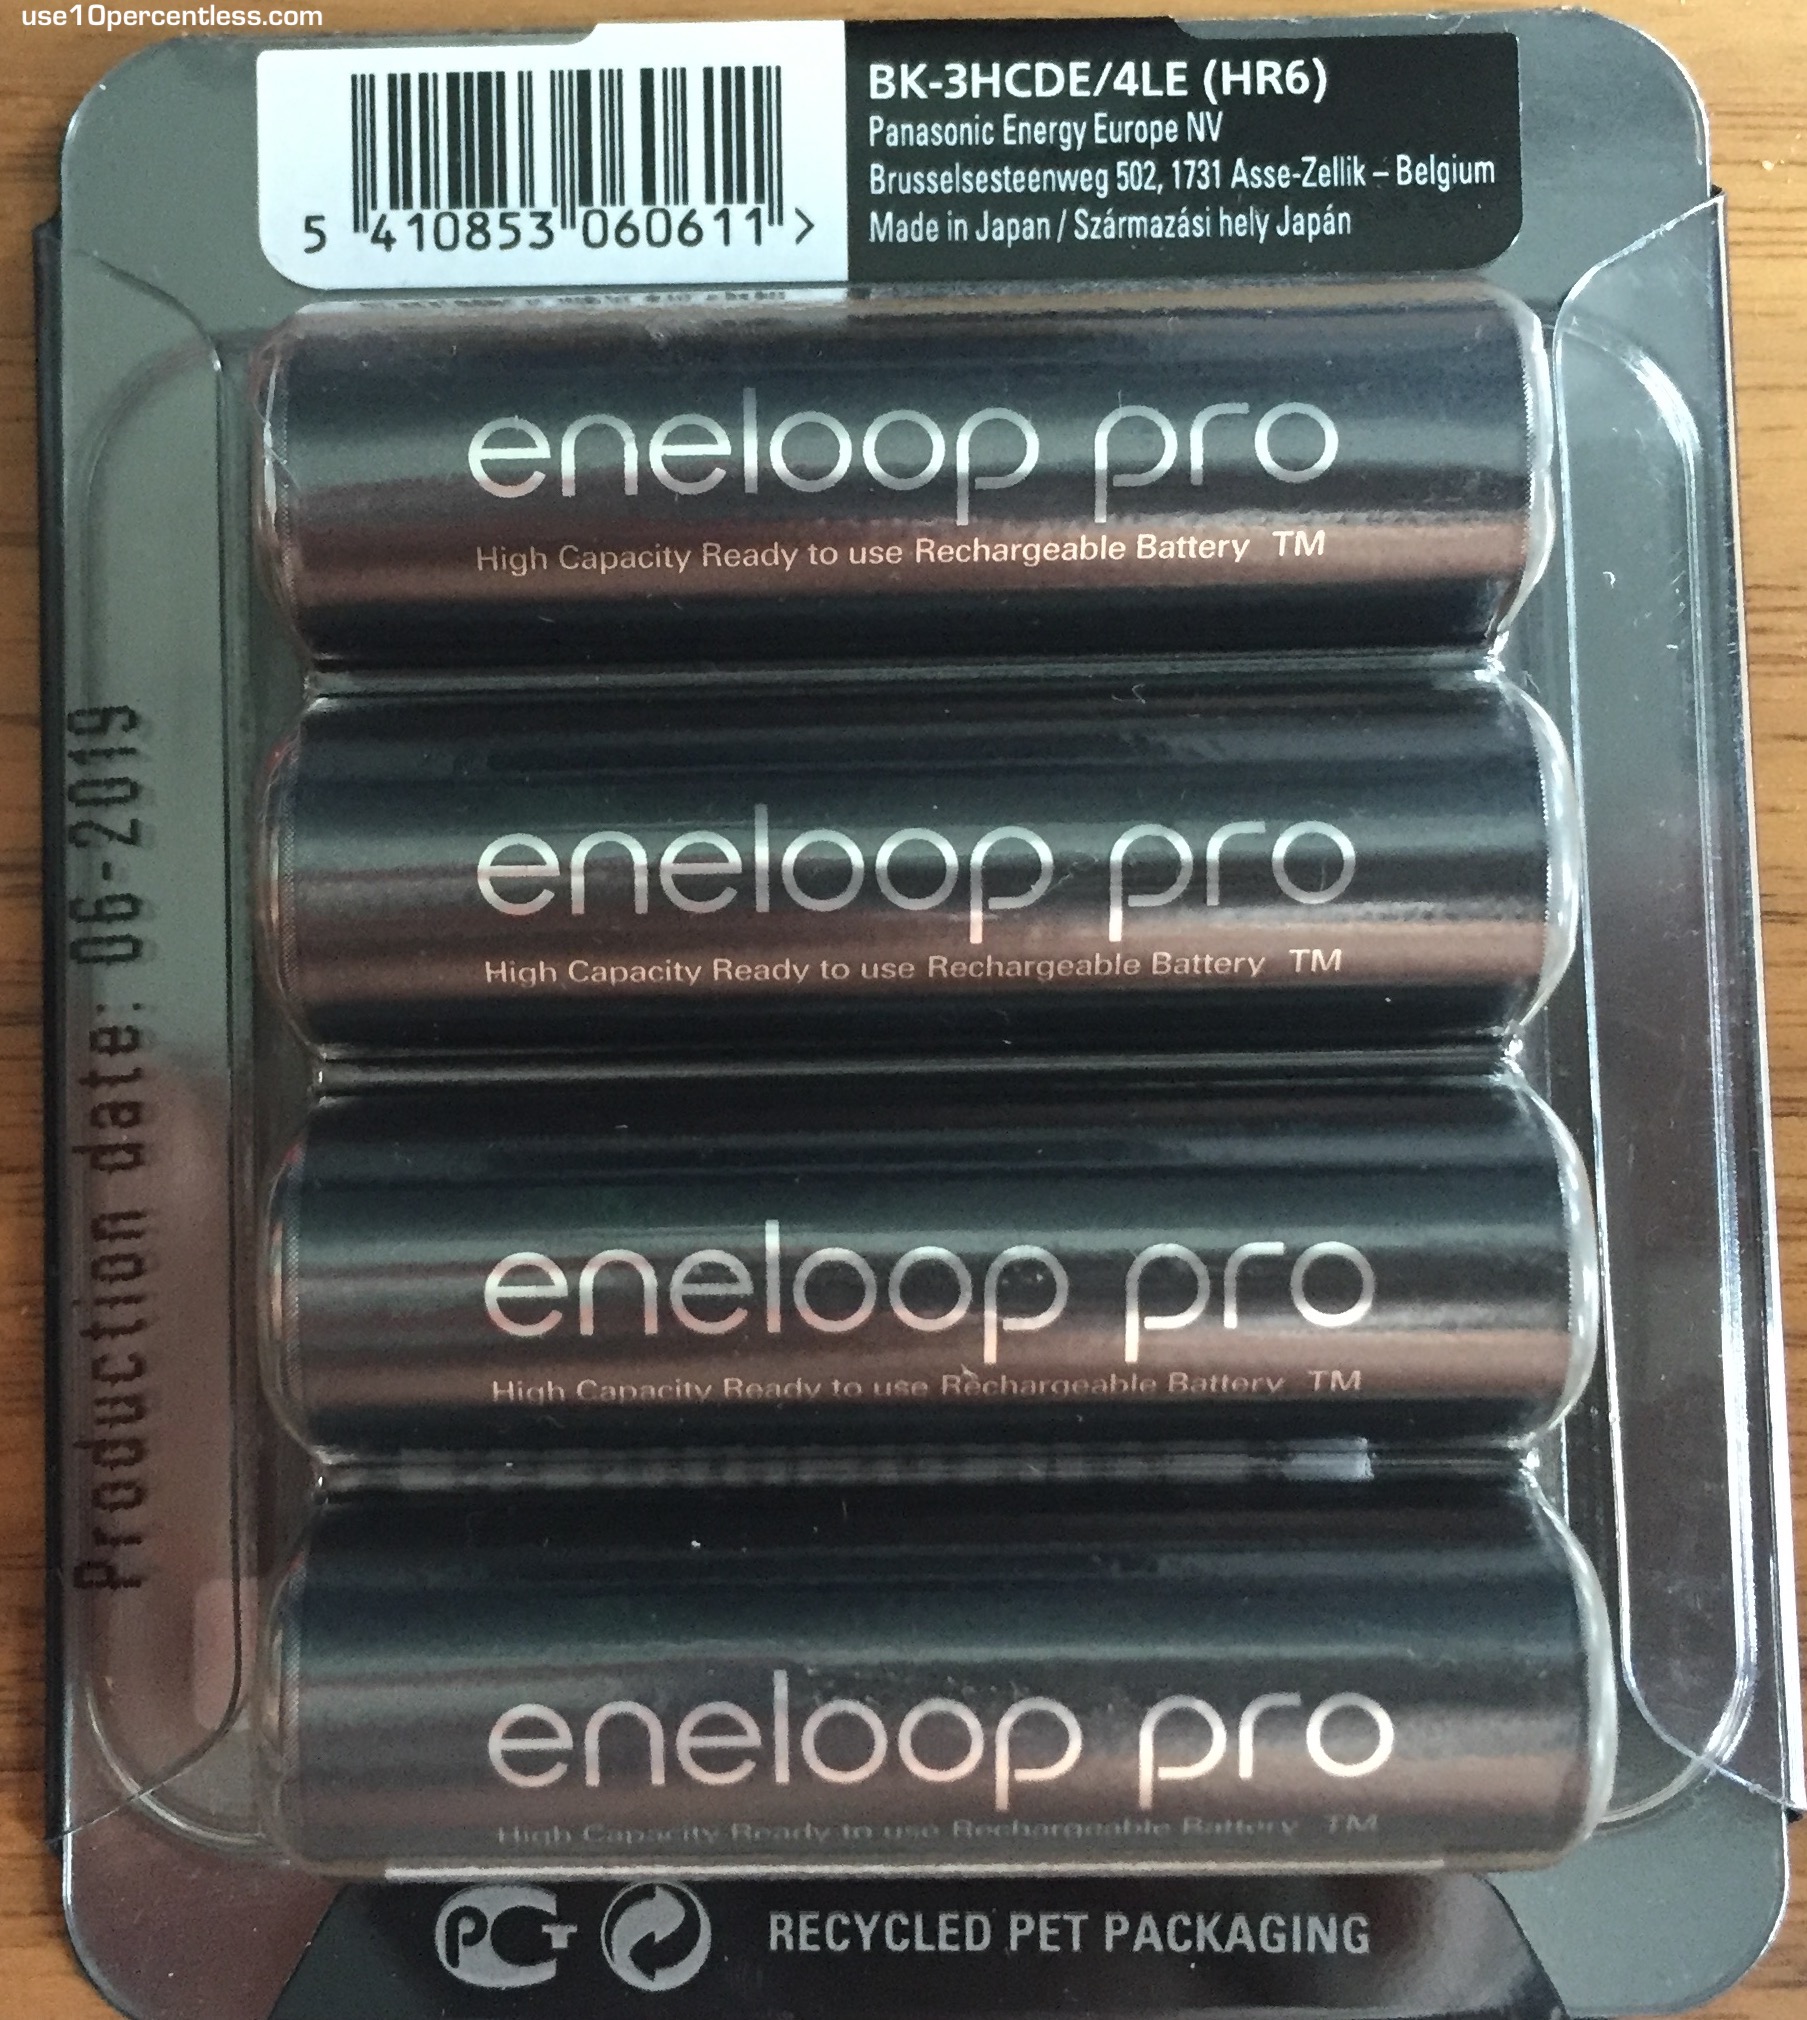 use10percentless.com
BK-3HCDE/4LE (HR6)
Panasonic Energy Europe NV
Brusselsesteenweg 502, 1731 Asse-Zellik – Belgium
Made in Japan / Származási hely Japán
5 410853 060611 >
eneloop pro
High Capacity Ready to use Rechargeable Battery TM
eneloop pro
High Capacity Ready to use Rechargeable Battery TM
eneloop pro
High Capacity Ready to use Rechargeable Battery TM
eneloop pro
High Capacity Ready to use Rechargeable Battery TM
Production date: 06-2019
PCT
RECYCLED PET PACKAGING